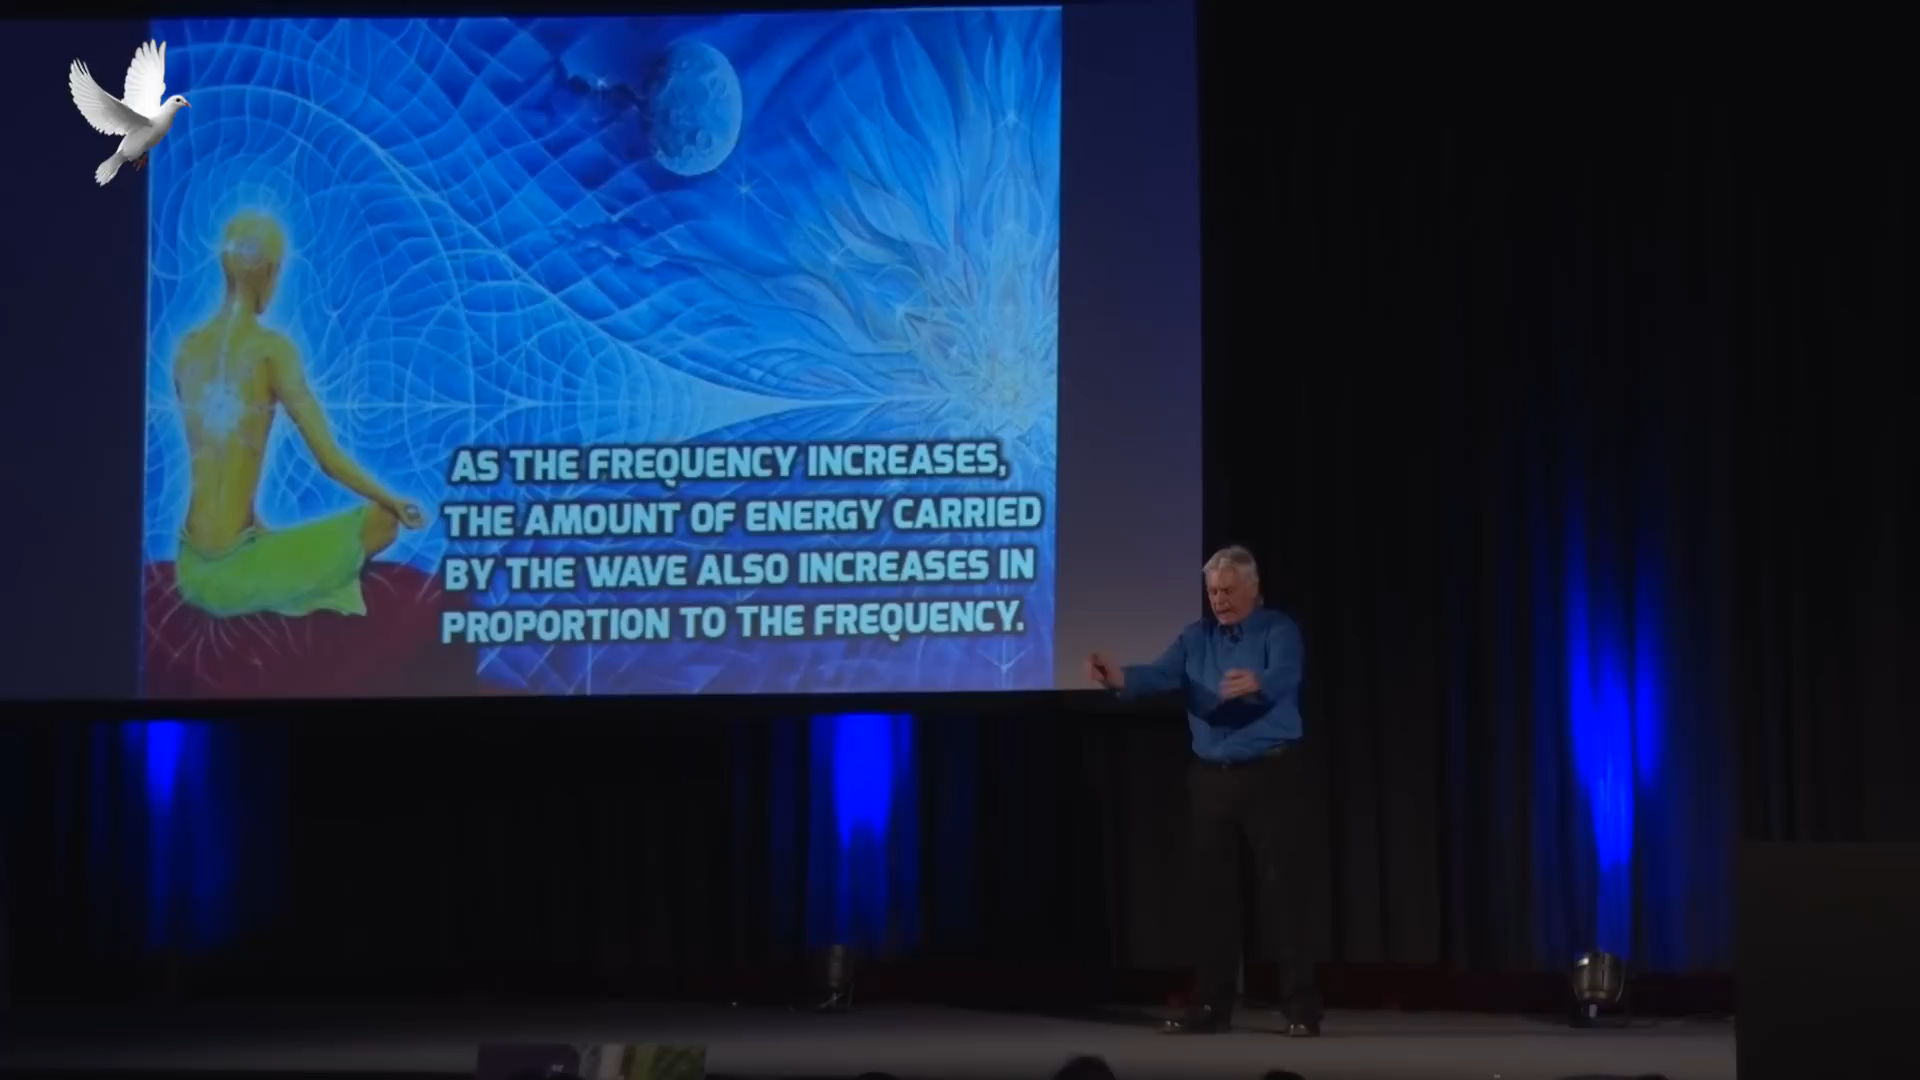 AS THE FREQUENCY INCREASES,
THE AMOUNT OF ENERGY CARRIED
BY THE WAVE ALSO INCREASES IN
PROPORTION TO THE FREQUENCY.